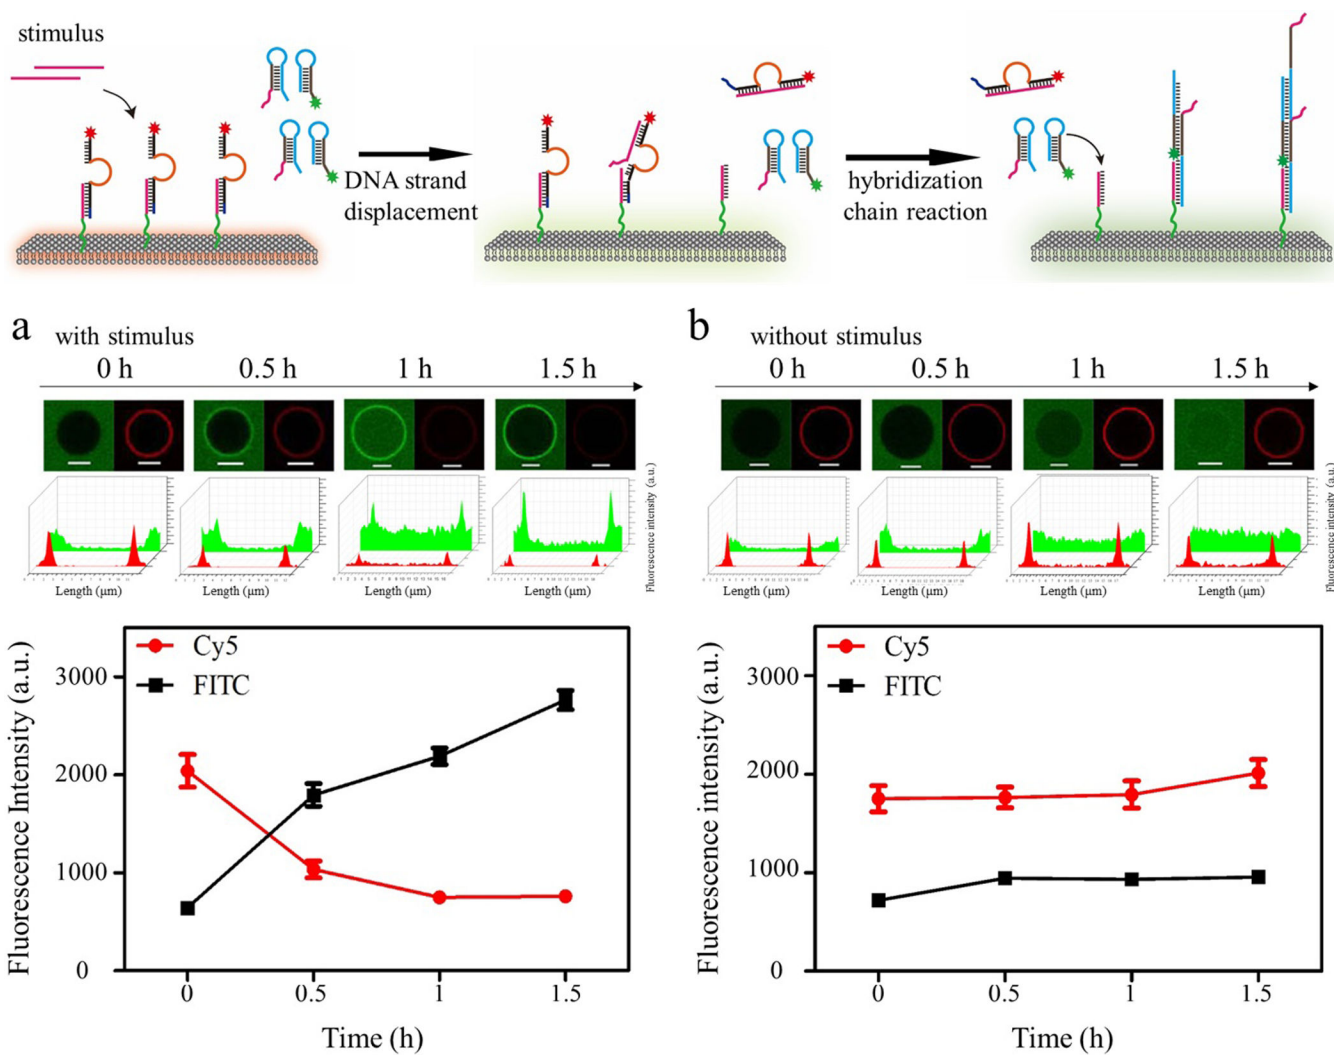 stimulus
DNA strand
displacement
hybridization
chain reaction
a
with stimulus
0 h 0.5 h 1 h 1.5 h
Length (μm) Length (μm) Length (μm) Length (μm)
Fluorescence intensity (a.u.)
b
without stimulus
0 h 0.5 h 1 h 1.5 h
Length (μm) Length (μm) Length (μm) Length (μm)
Fluorescence intensity (a.u.)
Cy5
FITC
3000
2000
1000
0
0 0.5 1 1.5
Time (h)
Fluorescence Intensity (a.u.)
Cy5
FITC
3000
2000
1000
0
0 0.5 1 1.5
Time (h)
Fluorescence intensity (a.u.)